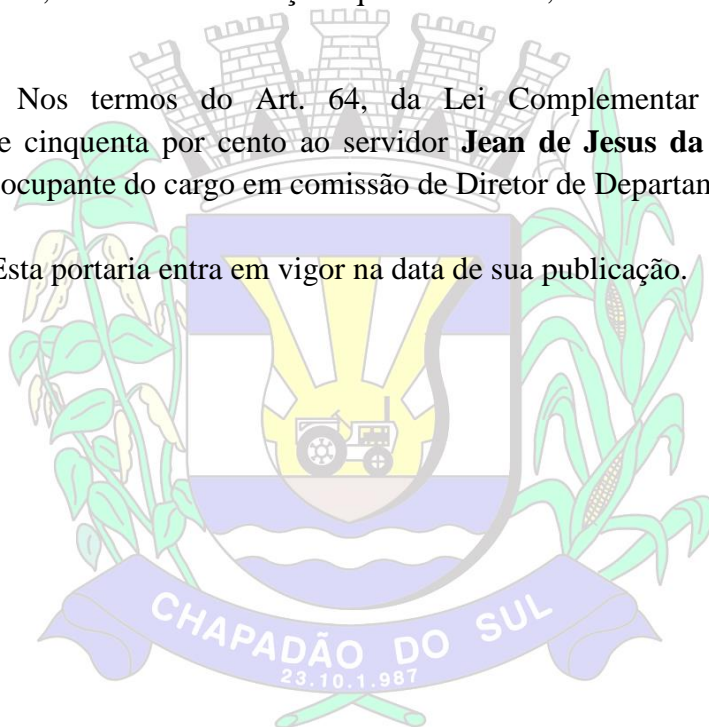 Nos termos do Art. 64, da Lei Complementar
e cinquenta por cento ao servidor Jean de Jesus da
ocupante do cargo em comissão de Diretor de
Esta portaria entra em vigor na data de sua publicação.
CHAPADÃO DO SUL
23.10.1.987